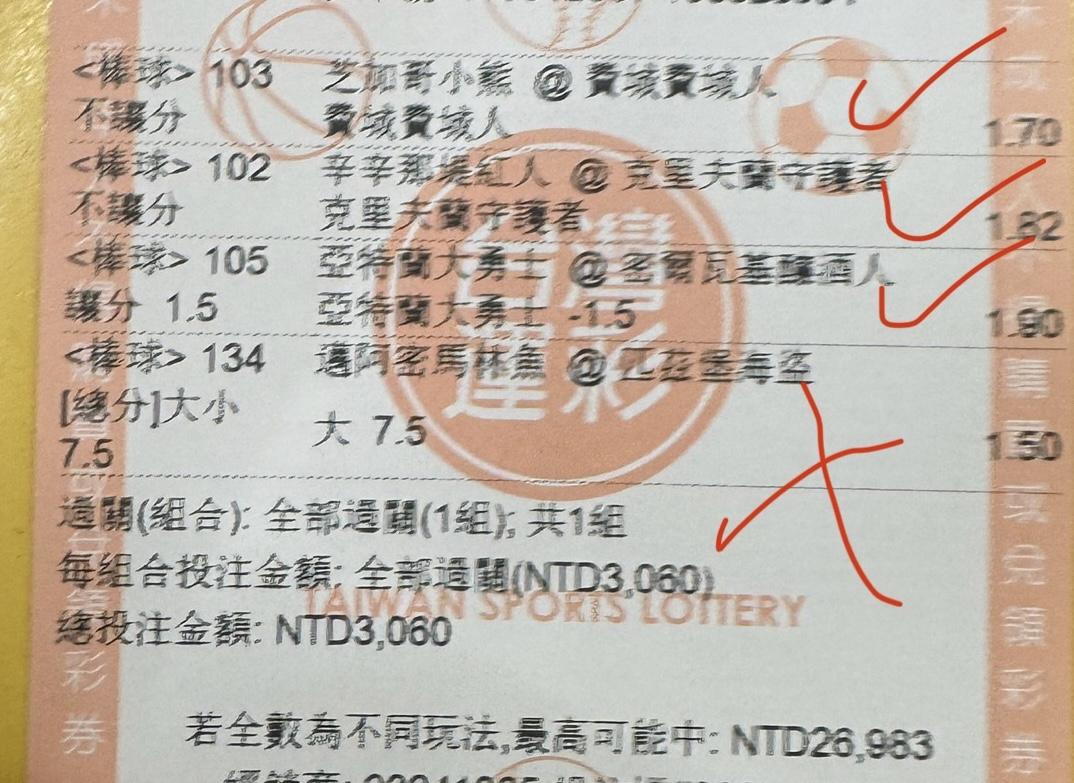 <棒球> 103 芝加哥小熊 @ 費城費城人
不讓分 費城費城人 1.70
<棒球> 102 辛辛那堤紅人 @ 克里夫蘭守護者
不讓分 克里夫蘭守護者 1.82
<棒球> 105 亞特蘭大勇士 @ 密爾瓦基釀酒人
讓分 1.5 亞特蘭大勇士 -1.5 1.90
<棒球> 134 邁阿密馬林魚 @ 匹茲堡海盜
[總分]大小
7.5 大 7.5 1.50
過關(組合): 全部過關(1組); 共1組
每組合投注金額: 全部過關(NTD3,060)
總投注金額: NTD3,060
若全數為不同玩法,最高可能中: NTD26,983
台灣
運彩
TAIWAN SPORTS LOTTERY
彩
券